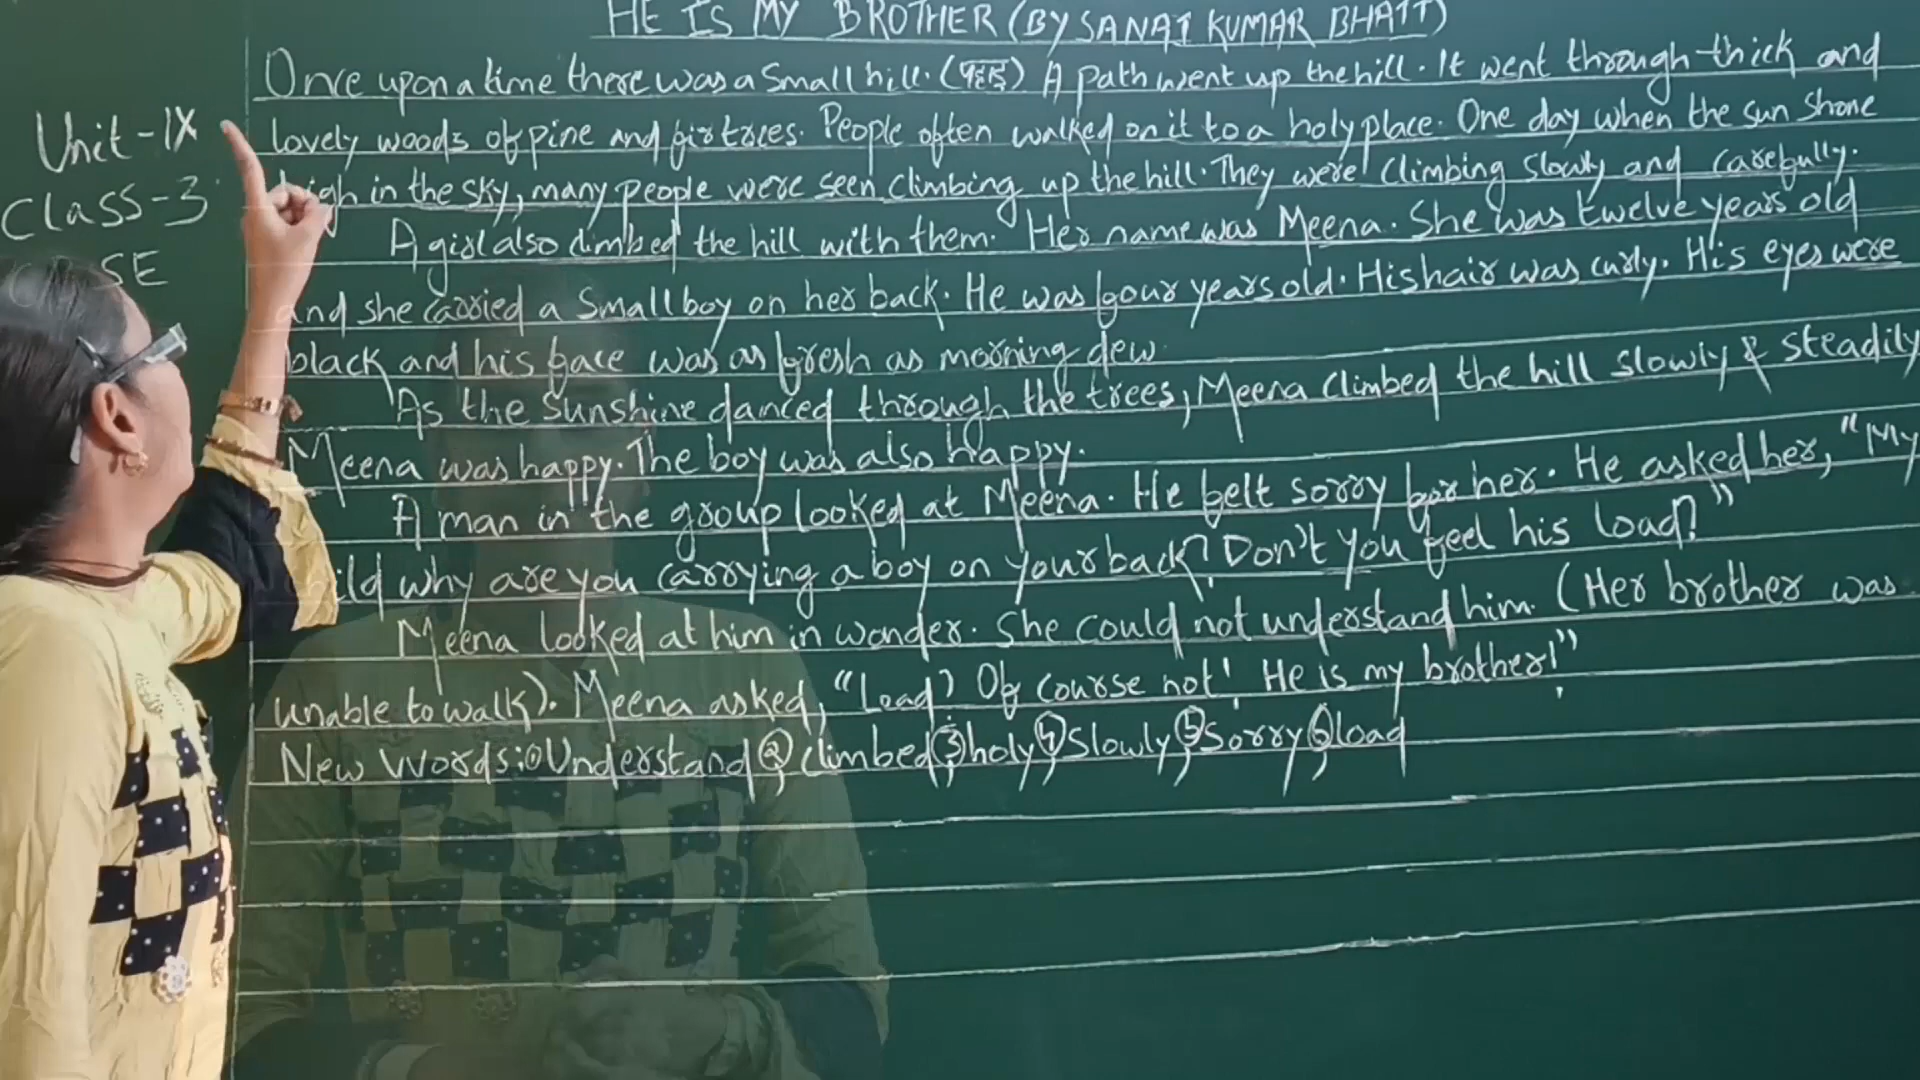 HE IS MY BROTHER (BY SANAT KUMAR BHATT)
Once upon a time there was a small hill. (पहाड़) A path went up the hill. It went through thick and
Unit-IX
lovely woods of pine and fir trees. People often walked on it to a holy place. One day when the sun shone
Class-3
high in the sky, many people were seen climbing up the hill. They were climbing slowly and carefully.
SE
A girl also climbed the hill with them. Her name was Meena. She was twelve years old
and she carried a small boy on her back. He was four years old. His hair was curly. His eyes were
black and his face was as fresh as morning dew.
As the sunshine danced through the trees, Meena climbed the hill slowly & steadily
Meena was happy. The boy was also happy.
A man in the group looked at Meena. He felt sorry for her. He asked her, "My
ild why are you carrying a boy on your back? Don't you feel his load?"
Meena looked at him in wonder. She could not understand him. (Her brother was
unable to walk). Meena asked, "Load? Of course not! He is my brother!"
New Words:① Understand, ② climbed, ③ holy, ④ Slowly, ⑤ Sorry, ⑥ load